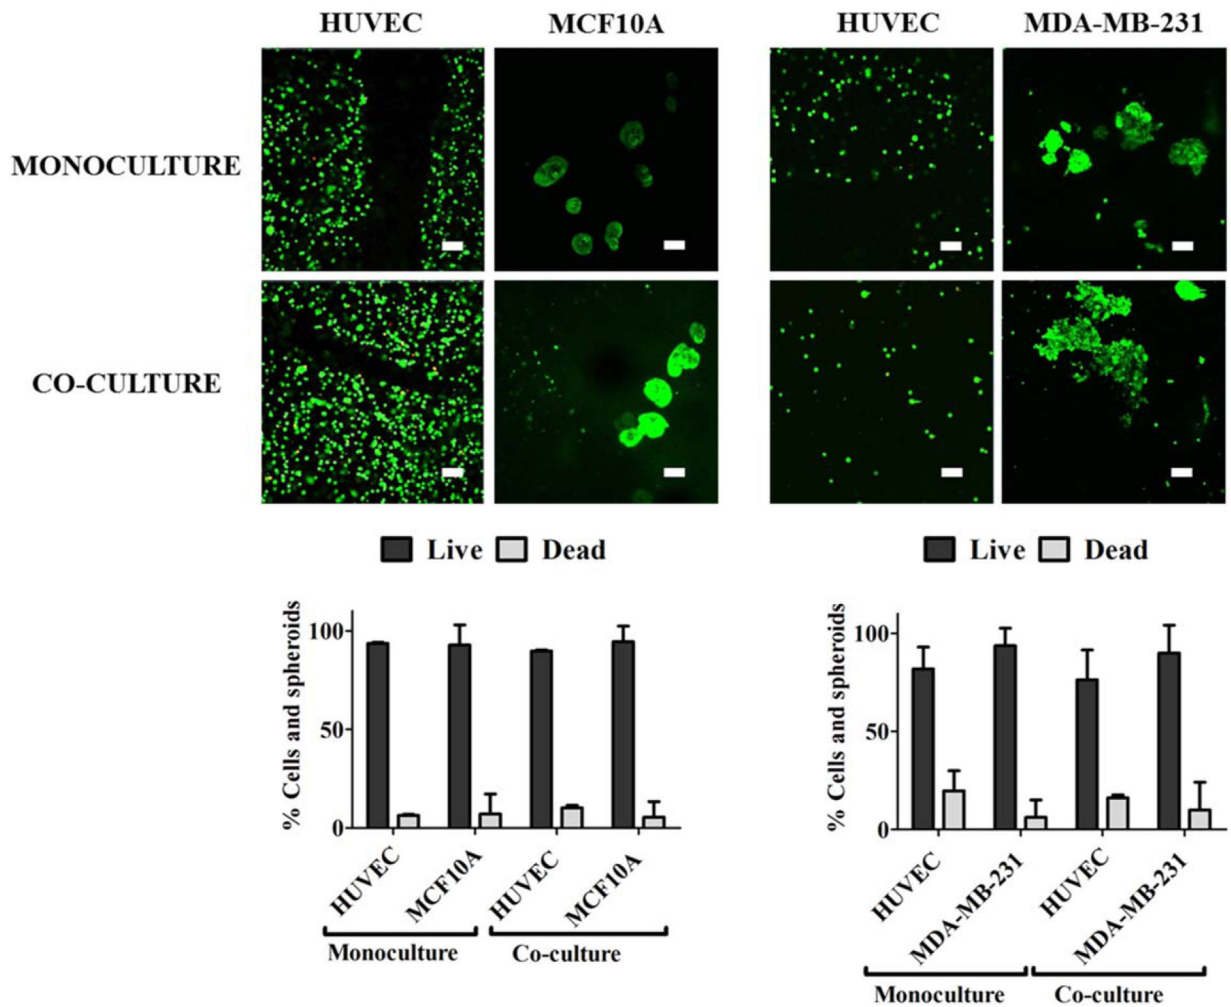 HUVEC MCF10A HUVEC MDA-MB-231
MONOCULTURE
CO-CULTURE
Live Dead
Live Dead
% Cells and spheroids
100
50
0
HUVEC
MCF10A
HUVEC
MCF10A
Monoculture
Co-culture
% Cells and spheroids
100
50
0
HUVEC
MDA-MB-231
HUVEC
MDA-MB-231
Monoculture
Co-culture